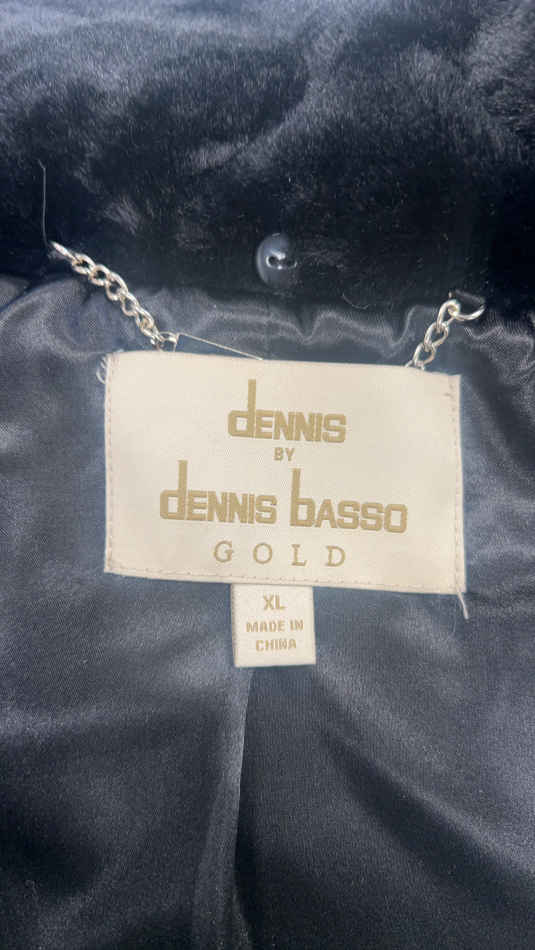 dENNIS
BY
dENNIS bASSO
GOLD
XL
MADE IN
CHINA